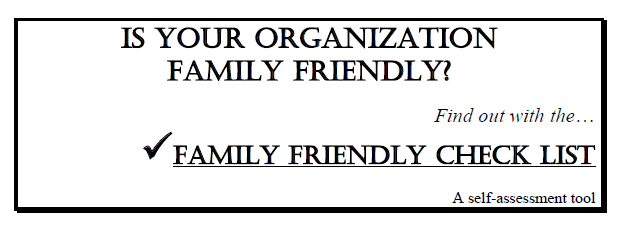 IS YOUR ORGANIZATION
FAMILY FRIENDLY?
Find out with the…
✓FAMILY FRIENDLY CHECK LIST
A self-assessment tool